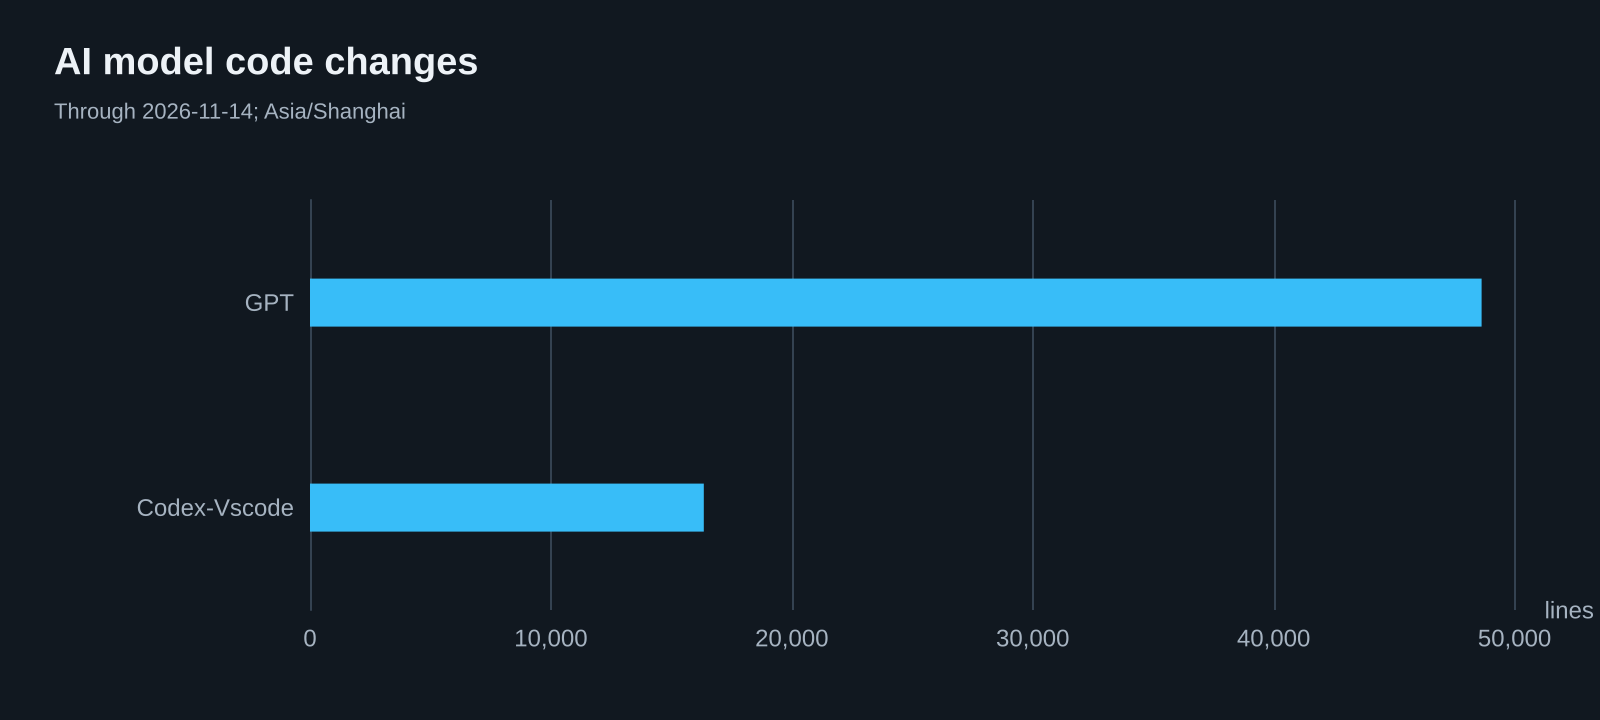 AI model code changes
Through 2026-11-14; Asia/Shanghai
GPT
Codex-Vscode
lines
0 10,000 20,000 30,000 40,000 50,000